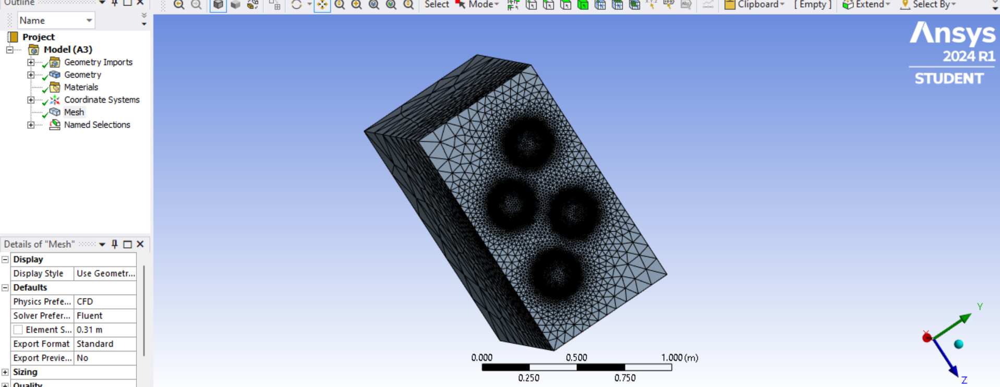 Outline
Select
Mode
Clipboard
[ Empty ]
Extend
Select By
Name
Project
Model (A3)
Geometry Imports
Geometry
Materials
Coordinate Systems
Mesh
Named Selections
Ansys
2024 R1
STUDENT
Details of "Mesh"
Display
Display Style Use Geometr...
Defaults
Physics Prefe... CFD
Solver Prefer... Fluent
Element S... 0.31 m
Export Format Standard
Export Previe... No
Sizing
Quality
0.000 0.500 1.000 (m)
0.250 0.750
Y
X
Z